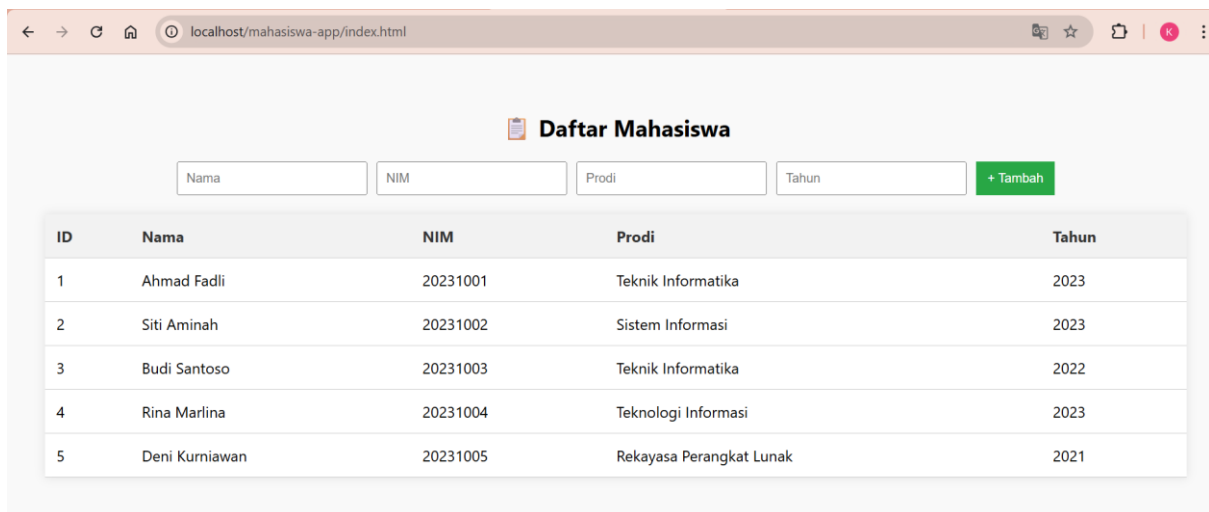 localhost/mahasiswa-app/index.html
K
Daftar Mahasiswa
Nama NIM Prodi Tahun + Tambah
ID Nama NIM Prodi Tahun
1 Ahmad Fadli 20231001 Teknik Informatika 2023
2 Siti Aminah 20231002 Sistem Informasi 2023
3 Budi Santoso 20231003 Teknik Informatika 2022
4 Rina Marlina 20231004 Teknologi Informasi 2023
5 Deni Kurniawan 20231005 Rekayasa Perangkat Lunak 2021